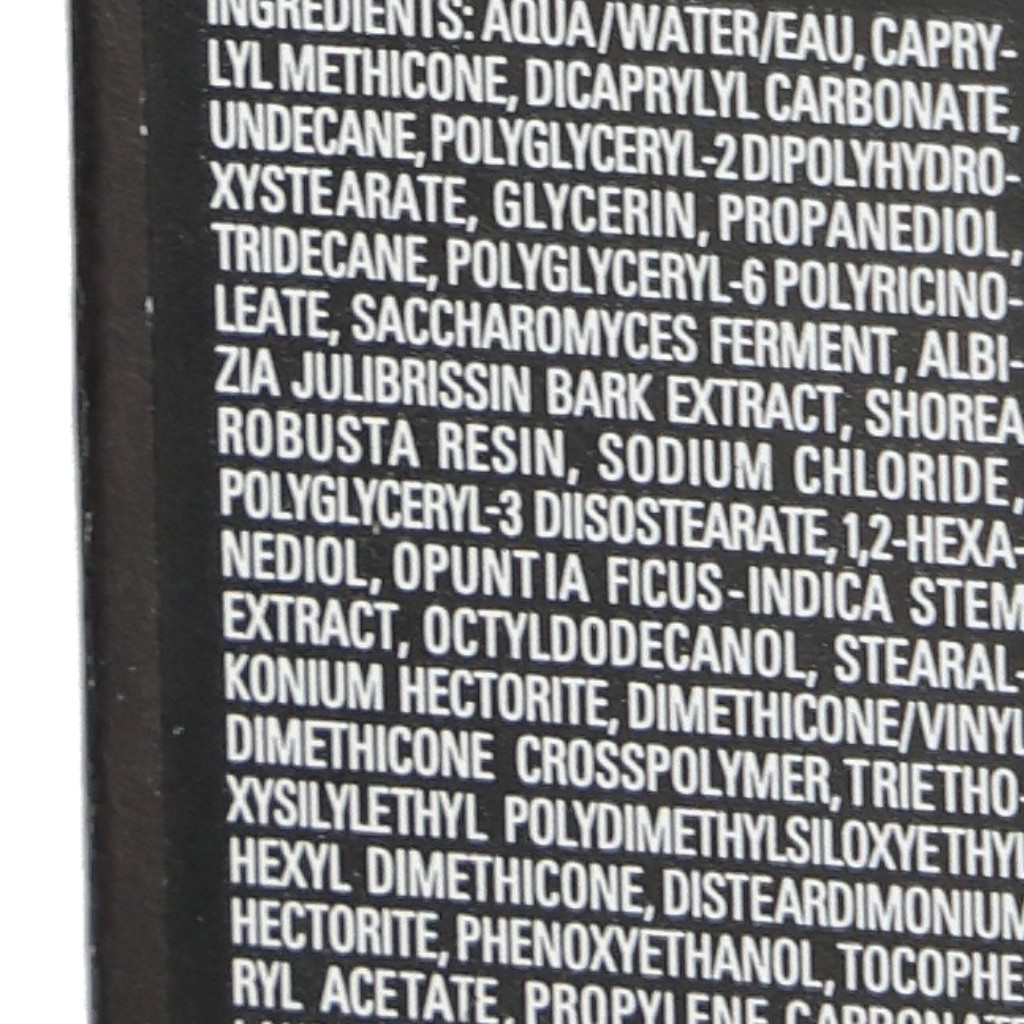 INGREDIENTS: AQUA/WATER/EAU, CAPRY-
LYL METHICONE, DICAPRYLYL CARBONATE,
UNDECANE, POLYGLYCERYL-2 DIPOLYHYDRO-
XYSTEARATE, GLYCERIN, PROPANEDIOL,
TRIDECANE, POLYGLYCERYL-6 POLYRICINO-
LEATE, SACCHAROMYCES FERMENT, ALBI-
ZIA JULIBRISSIN BARK EXTRACT, SHOREA
ROBUSTA RESIN, SODIUM CHLORIDE,
POLYGLYCERYL-3 DIISOSTEARATE, 1,2-HEXA-
NEDIOL, OPUNTIA FICUS-INDICA STEM
EXTRACT, OCTYLDODECANOL, STEARAL-
KONIUM HECTORITE, DIMETHICONE/VINYL
DIMETHICONE CROSSPOLYMER, TRIETHO-
XYSILYLETHYL POLYDIMETHYLSILOXYETHYL
HEXYL DIMETHICONE, DISTEARDIMONIUM
HECTORITE, PHENOXYETHANOL, TOCOPHE
RYL ACETATE, PROPYLENE CARBONATE